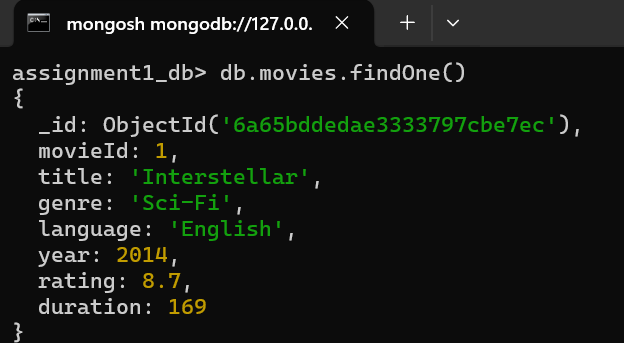 mongosh mongodb://127.0.0.
assignment1_db> db.movies.findOne()
{
  _id: ObjectId('6a65bddedae3333797cbe7ec'),
  movieId: 1,
  title: 'Interstellar',
  genre: 'Sci-Fi',
  language: 'English',
  year: 2014,
  rating: 8.7,
  duration: 169
}